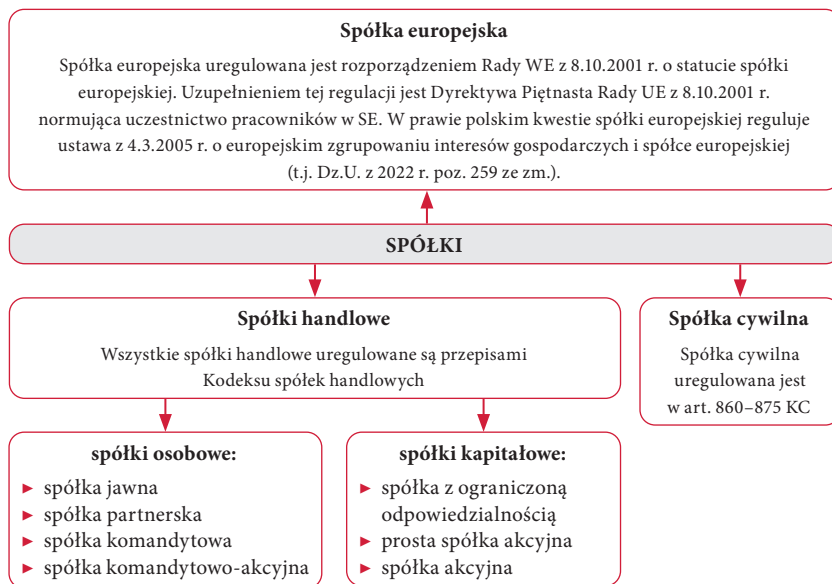 Spółka europejska
Spółka europejska uregulowana jest rozporządzeniem Rady WE z 8.10.2001 r. o statucie spółki
europejskiej. Uzupełnieniem tej regulacji jest Dyrektywa Piętnasta Rady UE z 8.10.2001 r.
normująca uczestnictwo pracowników w SE. W prawie polskim kwestie spółki europejskiej reguluje
ustawa z 4.3.2005 r. o europejskim zgrupowaniu interesów gospodarczych i spółce europejskiej
(t.j. Dz.U. z 2022 r. poz. 259 ze zm.).
SPÓŁKI
Spółki handlowe
Wszystkie spółki handlowe uregulowane są przepisami
Kodeksu spółek handlowych
Spółka cywilna
Spółka cywilna
uregulowana jest
w art. 860–875 KC
spółki osobowe:
► spółka jawna
► spółka partnerska
► spółka komandytowa
► spółka komandytowo-akcyjna
spółki kapitałowe:
► spółka z ograniczoną
odpowiedzialnością
► prosta spółka akcyjna
► spółka akcyjna